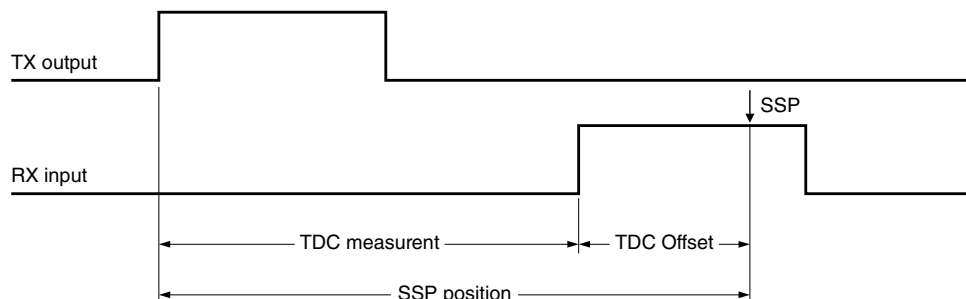 TX output
SSP
RX input
TDC measurent
TDC Offset
SSP position